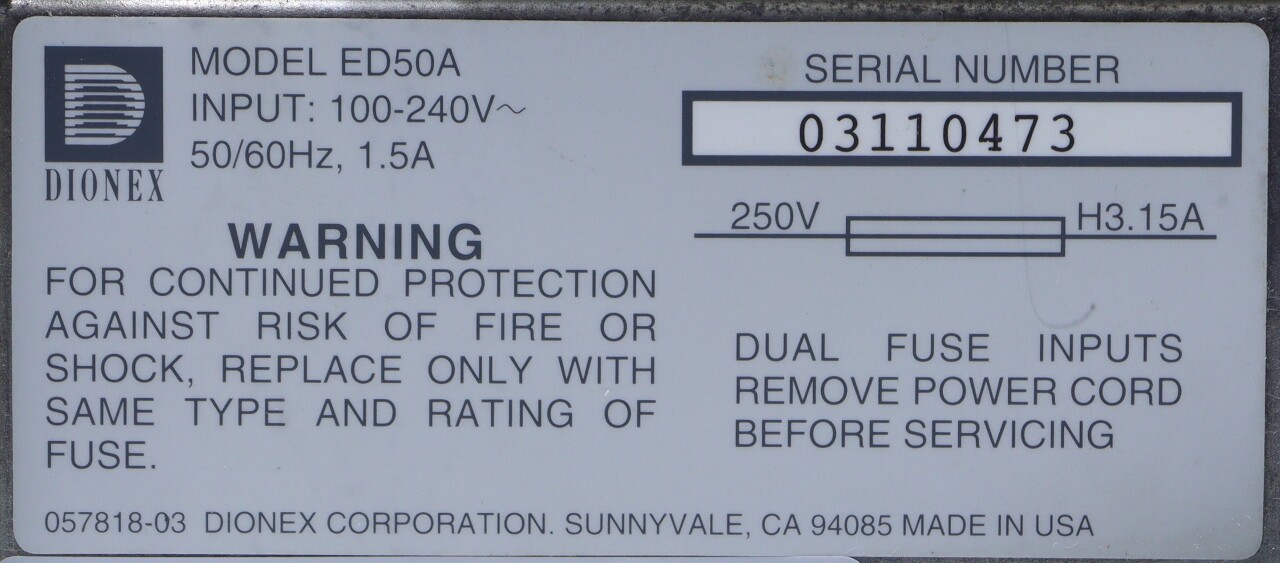 MODEL ED50A
INPUT: 100-240V~
50/60Hz, 1.5A
DIONEX
WARNING
FOR CONTINUED PROTECTION
AGAINST RISK OF FIRE OR
SHOCK, REPLACE ONLY WITH
SAME TYPE AND RATING OF
FUSE.
SERIAL NUMBER
03110473
250V H3.15A
DUAL FUSE INPUTS
REMOVE POWER CORD
BEFORE SERVICING
057818-03 DIONEX CORPORATION. SUNNYVALE, CA 94085 MADE IN USA